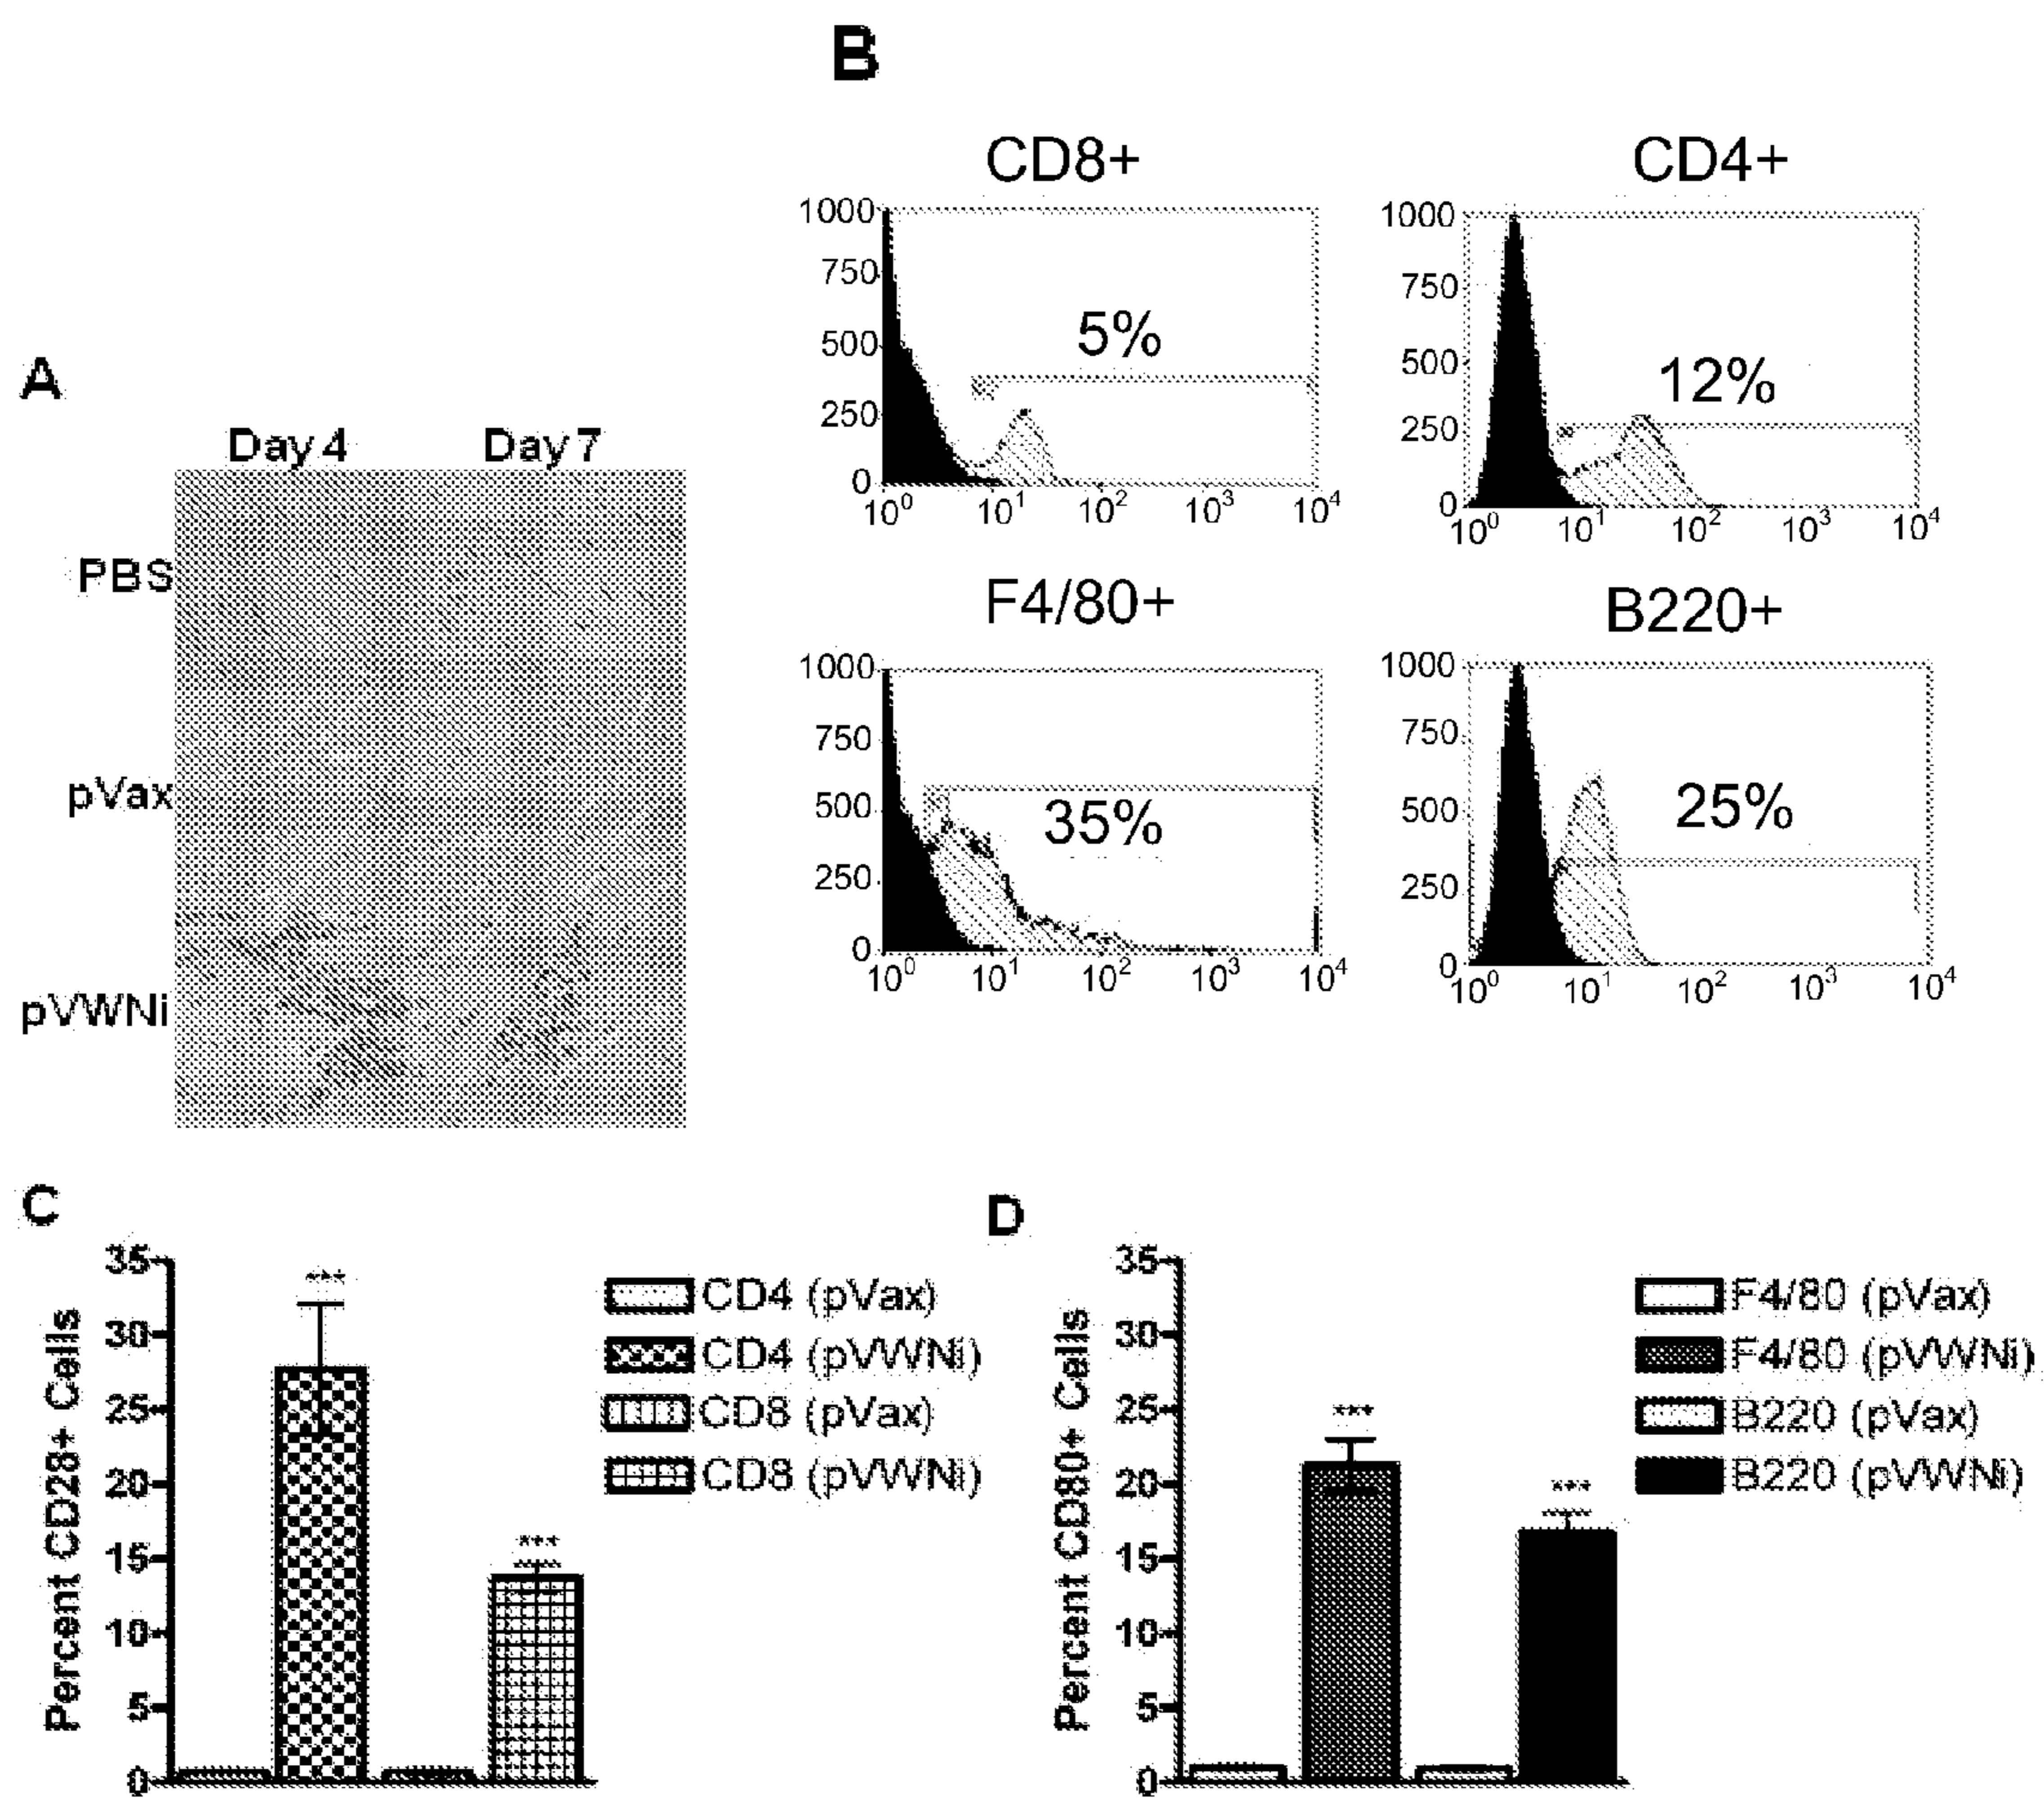 A
Day 4 Day 7
PBS
pVax
pVWNi
B
CD8+
1000
750
500
250
0
5%
10^0 10^1 10^2 10^3 10^4
CD4+
1000
750
500
250
0
12%
10^0 10^1 10^2 10^3 10^4
F4/80+
1000
750
500
250
0
35%
10^0 10^1 10^2 10^3 10^4
B220+
1000
750
500
250
0
25%
10^0 10^1 10^2 10^3 10^4
C
Percent CD28+ Cells
35
30
25
20
15
10
5
0
***
***
CD4 (pVax)
CD4 (pVWNi)
CD8 (pVax)
CD8 (pVWNi)
D
Percent CD80+ Cells
35
30
25
20
15
10
5
0
***
***
F4/80 (pVax)
F4/80 (pVWNi)
B220 (pVax)
B220 (pVWNi)